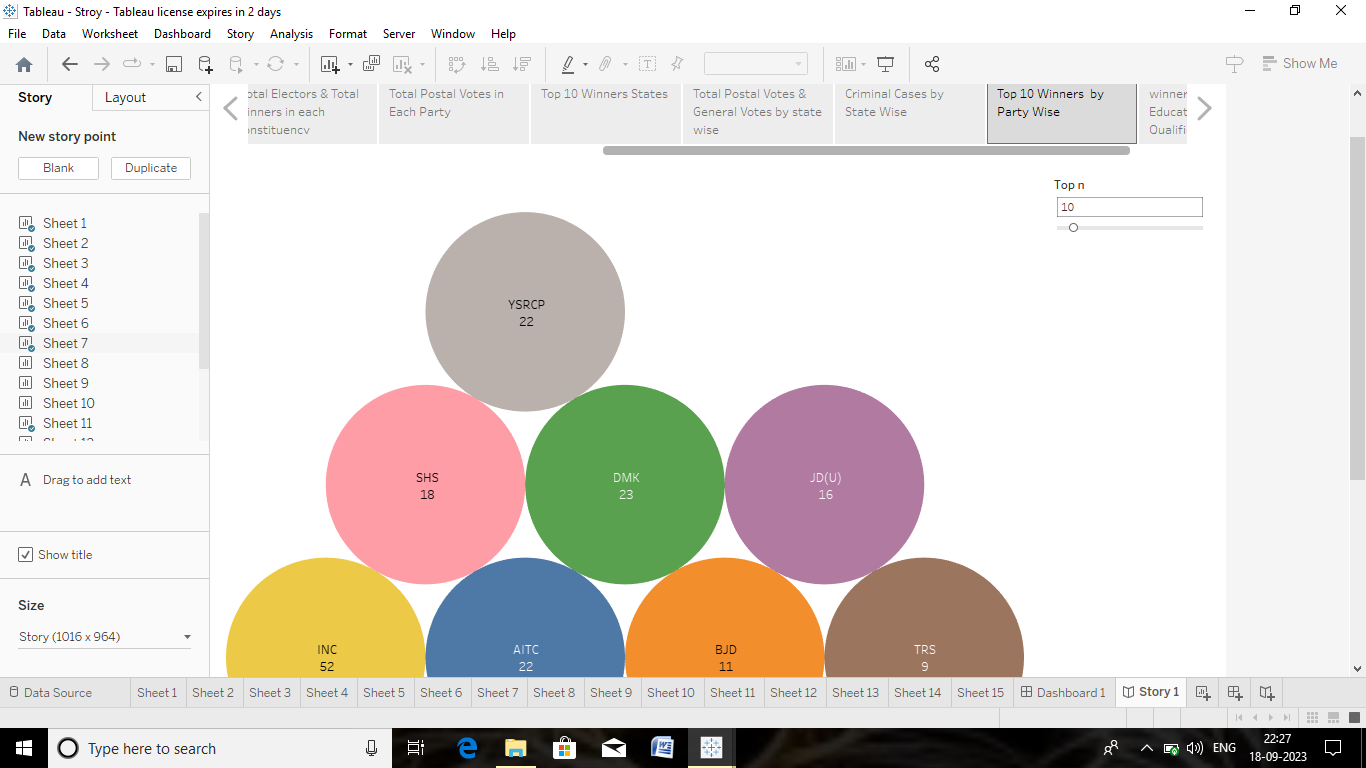 Tableau - Stroy - Tableau license expires in 2 days
File Data Worksheet Dashboard Story Analysis Format Server Window Help
Show Me
Story Layout
New story point
Blank Duplicate
Sheet 1
Sheet 2
Sheet 3
Sheet 4
Sheet 5
Sheet 6
Sheet 7
Sheet 8
Sheet 9
Sheet 10
Sheet 11
A Drag to add text
Show title
Size
Story (1016 x 964)
Electors & Total
in each
Total Postal Votes in
Each Party
Top 10 Winners States
Total Postal Votes &
General Votes by state
wise
Criminal Cases by
State Wise
Top 10 Winners by
Party Wise
winner
Educat
Qualifi
Top n
10
YSRCP
22
SHS
18
DMK
23
JD(U)
16
INC
52
AITC
22
BJD
11
TRS
9
Data Source Sheet 1 Sheet 2 Sheet 3 Sheet 4 Sheet 5 Sheet 6 Sheet 7 Sheet 8 Sheet 9 Sheet 10 Sheet 11 Sheet 12 Sheet 13 Sheet 14 Sheet 15 Dashboard 1 Story 1
Type here to search
ENG
22:27
18-09-2023